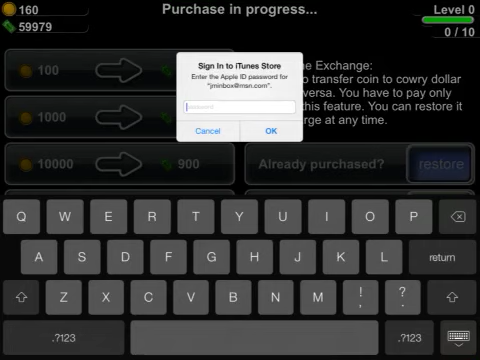 160
Purchase in progress...
Level 0
59979
0 / 10
Sign In to iTunes Store
Enter the Apple ID password for
"jminbox@msn.com".
password
Cancel
OK
e Exchange:
o transfer coin to cowry dollar
versa. You have to pay only
this feature. You can restore it
rge at any time.
100
1000
10000
900
Already purchased?
restore
Q W E R T Y U I O P
A S D F G H J K L return
Z X C V B N M ! , ? .
.?123 .?123